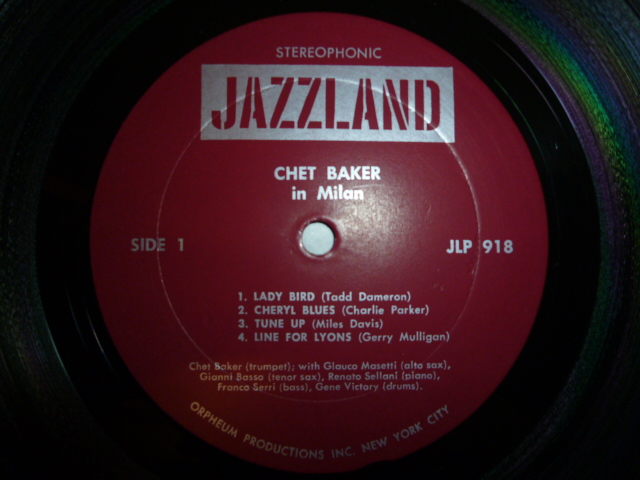 STEREOPHONIC
JAZZLAND
CHET BAKER
in Milan
SIDE 1
JLP 918
1. LADY BIRD (Tadd Dameron)
2. CHERYL BLUES (Charlie Parker)
3. TUNE UP (Miles Davis)
4. LINE FOR LYONS (Gerry Mulligan)
Chet Baker (trumpet); with Glauco Masetti (alto sax),
Gianni Basso (tenor sax), Renato Sellani (piano),
Franco Serri (bass), Gene Victory (drums).
ORPHEUM PRODUCTIONS INC. NEW YORK CITY